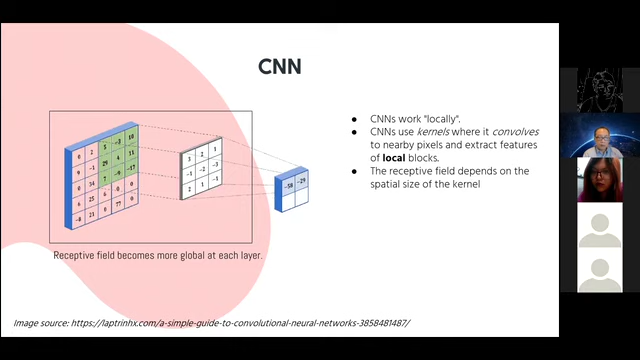 CNN
● CNNs work "locally".
● CNNs use kernels where it convolves
to nearby pixels and extract features
of local blocks.
● The receptive field depends on the
spatial size of the kernel
Receptive field becomes more global at each layer.
Image source: https://laptrinhx.com/a-simple-guide-to-convolutional-neural-networks-3858481487/